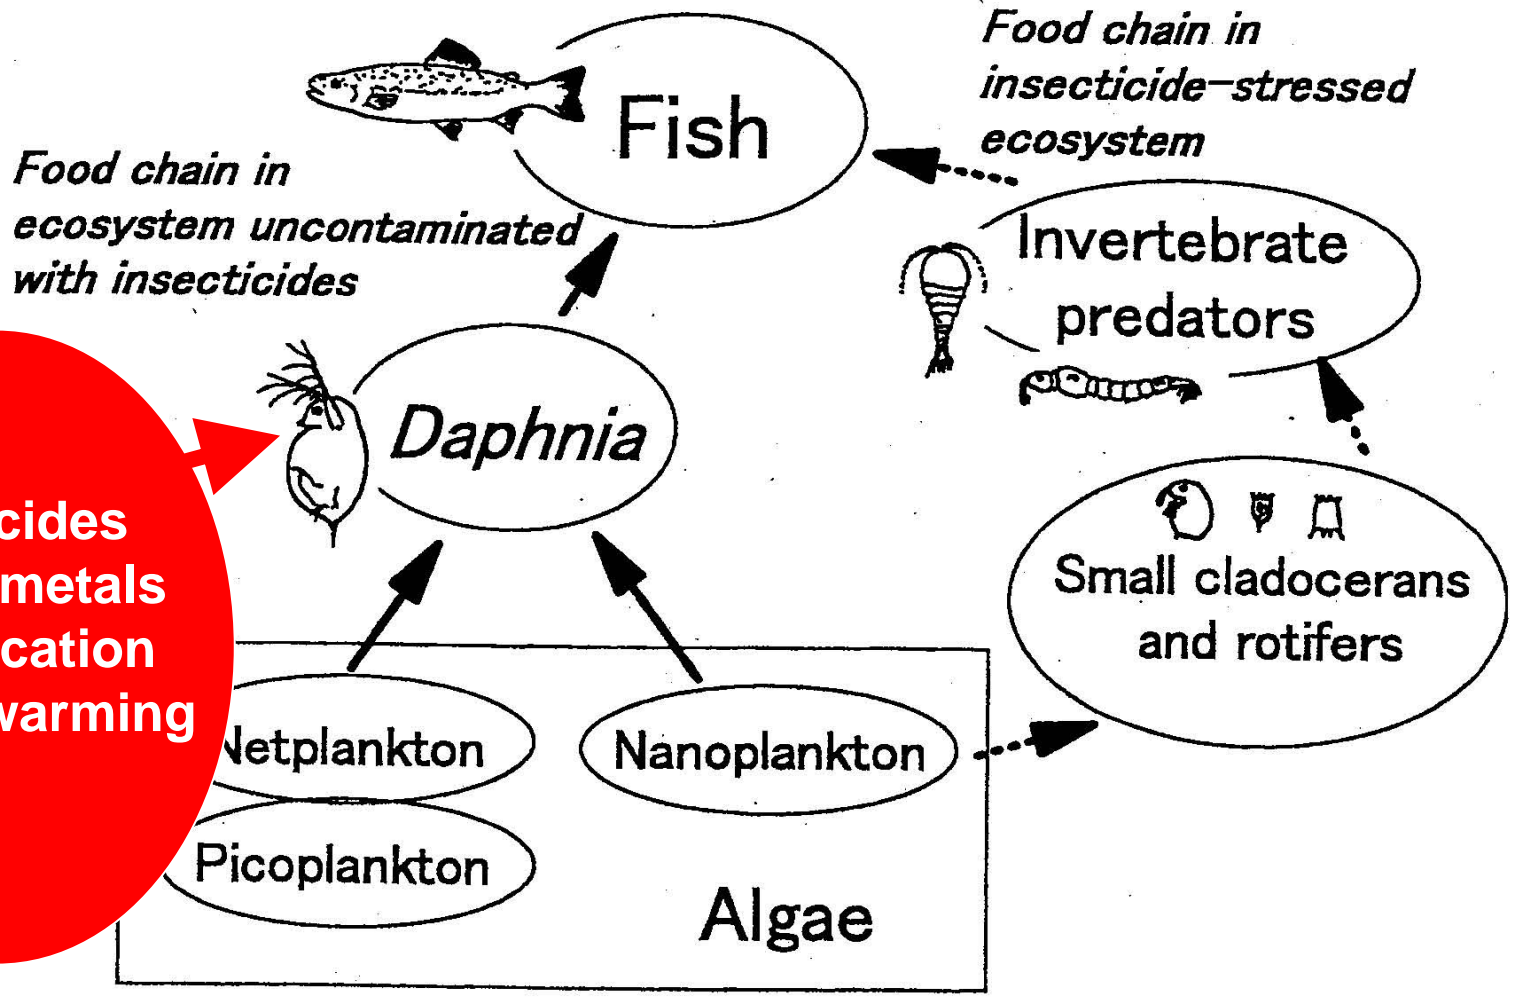 Food chain in
insecticide-stressed
ecosystem
Fish
Food chain in
ecosystem uncontaminated
with insecticides
Invertebrate
predators
Daphnia
cides
metals
cation
warming
Small cladocerans
and rotifers
Netplankton
Nanoplankton
Picoplankton
Algae